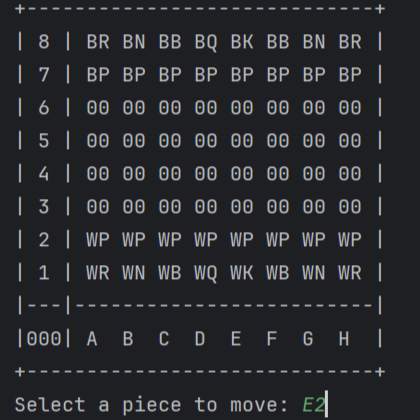 +-----------------------------+
| 8 | BR BN BB BQ BK BB BN BR |
| 7 | BP BP BP BP BP BP BP BP |
| 6 | 00 00 00 00 00 00 00 00 |
| 5 | 00 00 00 00 00 00 00 00 |
| 4 | 00 00 00 00 00 00 00 00 |
| 3 | 00 00 00 00 00 00 00 00 |
| 2 | WP WP WP WP WP WP WP WP |
| 1 | WR WN WB WQ WK WB WN WR |
|---|-------------------------|
|000| A  B  C  D  E  F  G  H  |
+-----------------------------+
Select a piece to move: E2